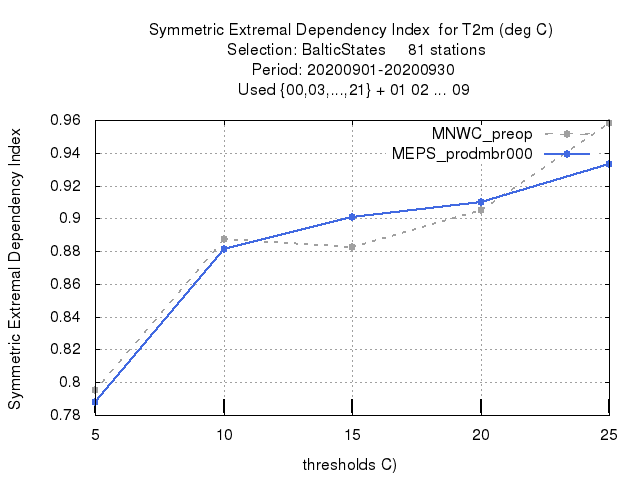 Symmetric Extremal Dependency Index  for T2m (deg C)
Selection: BalticStates     81 stations
Period: 20200901-20200930
Used {00,03,...,21} + 01 02 ... 09
Symmetric Extremal Dependency Index
0.96
0.94
0.92
0.9
0.88
0.86
0.84
0.82
0.8
0.78
MNWC_preop
MEPS_prodmbr000
5 10 15 20 25
thresholds C)